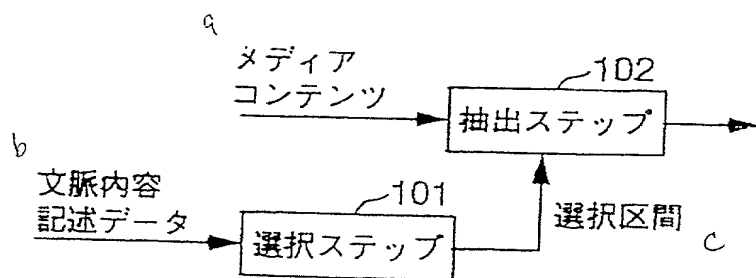 a
メディア
コンテンツ
102
抽出ステップ
b
文脈内容
記述データ
101
選択ステップ
選択区間
c